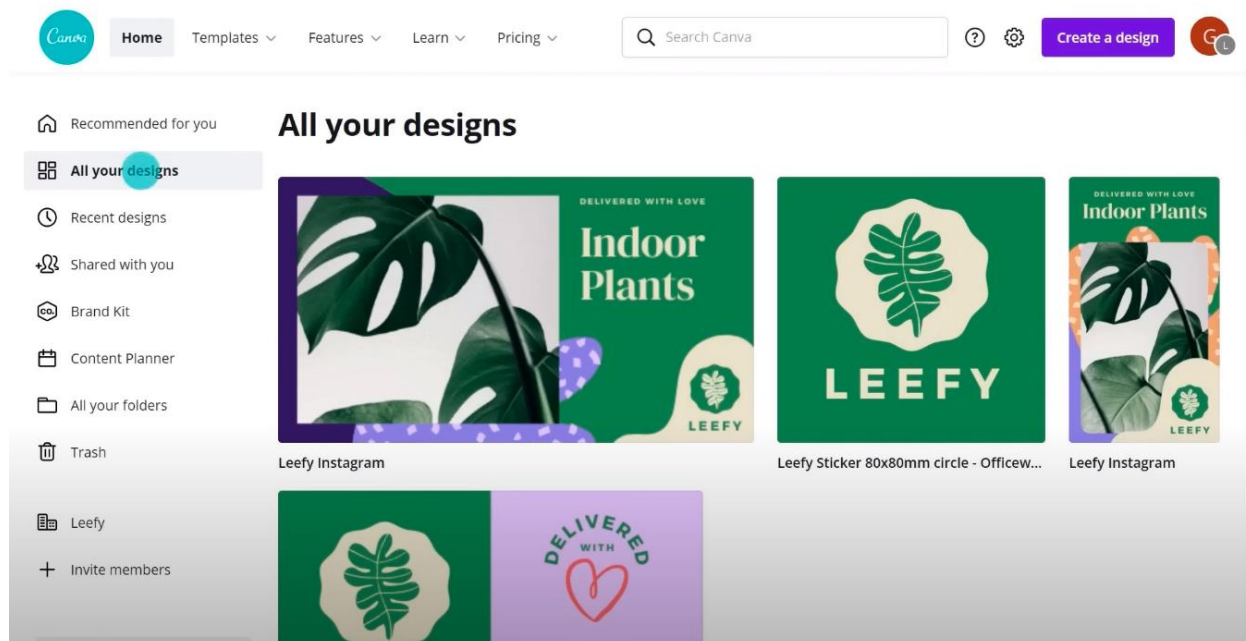 Canva
Home
Templates
Features
Learn
Pricing
Search Canva
?
Create a design
G
L
Recommended for you
All your designs
Recent designs
Shared with you
co.
Brand Kit
Content Planner
All your folders
Trash
Leefy
+ Invite members
All your designs
DELIVERED WITH LOVE
Indoor
Plants
LEEFY
Leefy Instagram
LEEFY
Leefy Sticker 80x80mm circle - Officew...
DELIVERED WITH LOVE
Indoor Plants
LEEFY
Leefy Instagram
DELIVERED
WITH